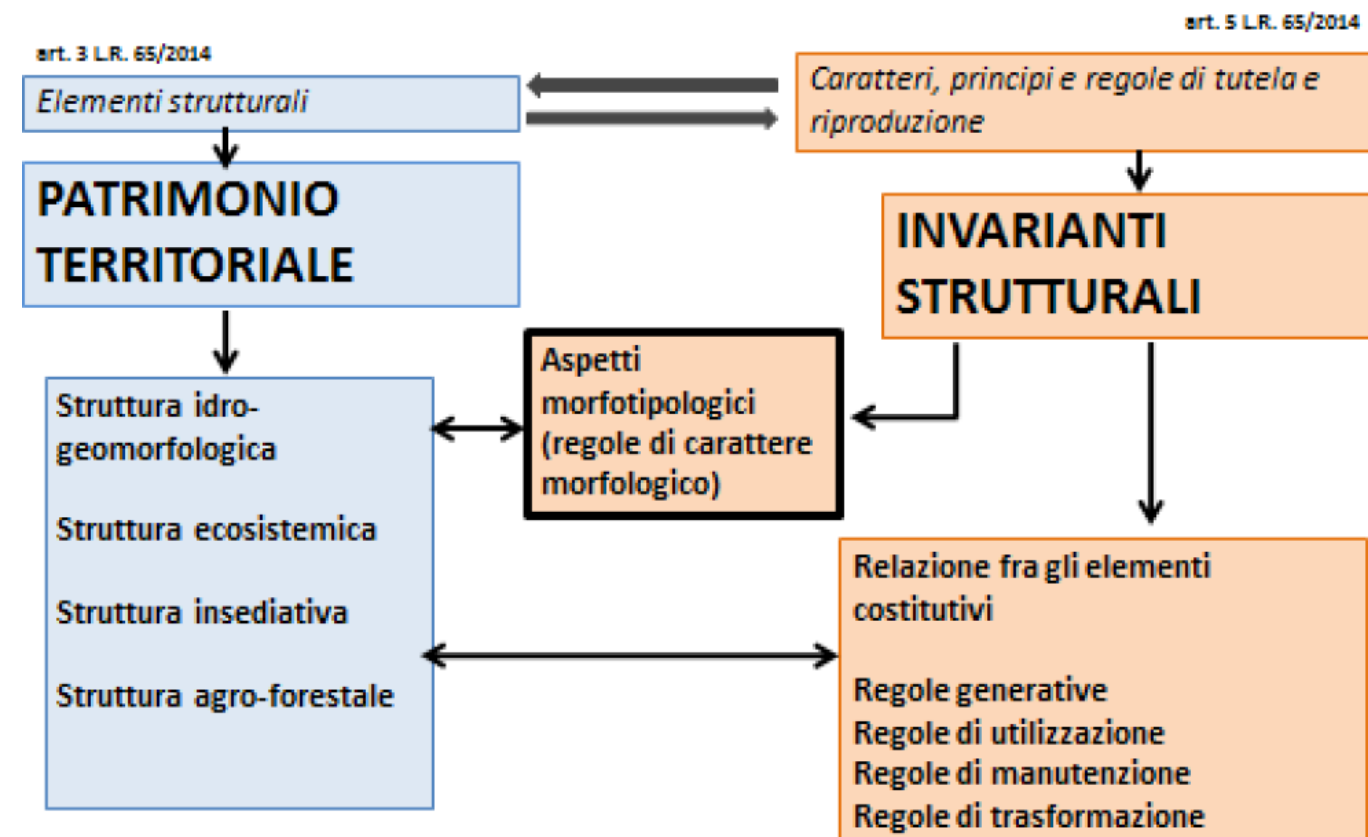 art. 5 L.R. 65/2014
art. 3 L.R. 65/2014
Elementi strutturali
Caratteri, principi e regole di tutela e
riproduzione
PATRIMONIO
TERRITORIALE
INVARIANTI
STRUTTURALI
Aspetti
morfotipologici
(regole di carattere
morfologico)
Struttura idro-
geomorfologica
Struttura ecosistemica
Struttura insediativa
Struttura agro-forestale
Relazione fra gli elementi
costitutivi
Regole generative
Regole di utilizzazione
Regole di manutenzione
Regole di trasformazione